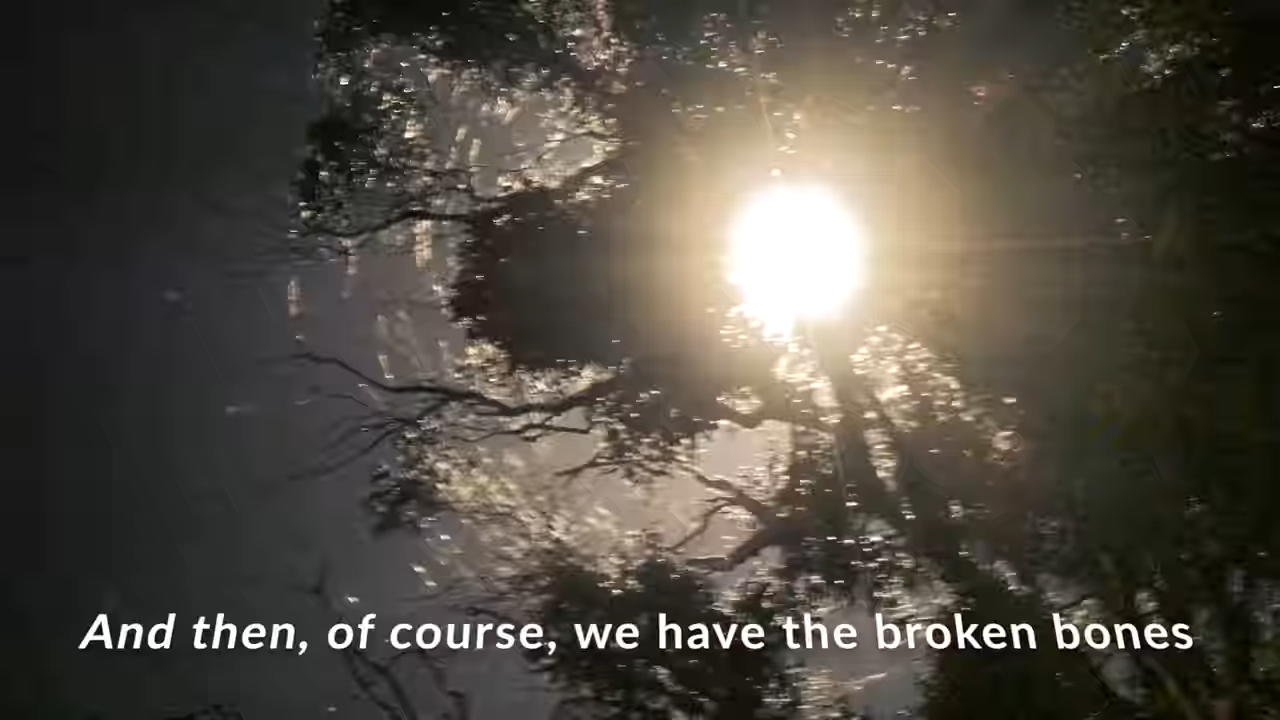 And then, of course, we have the broken bones